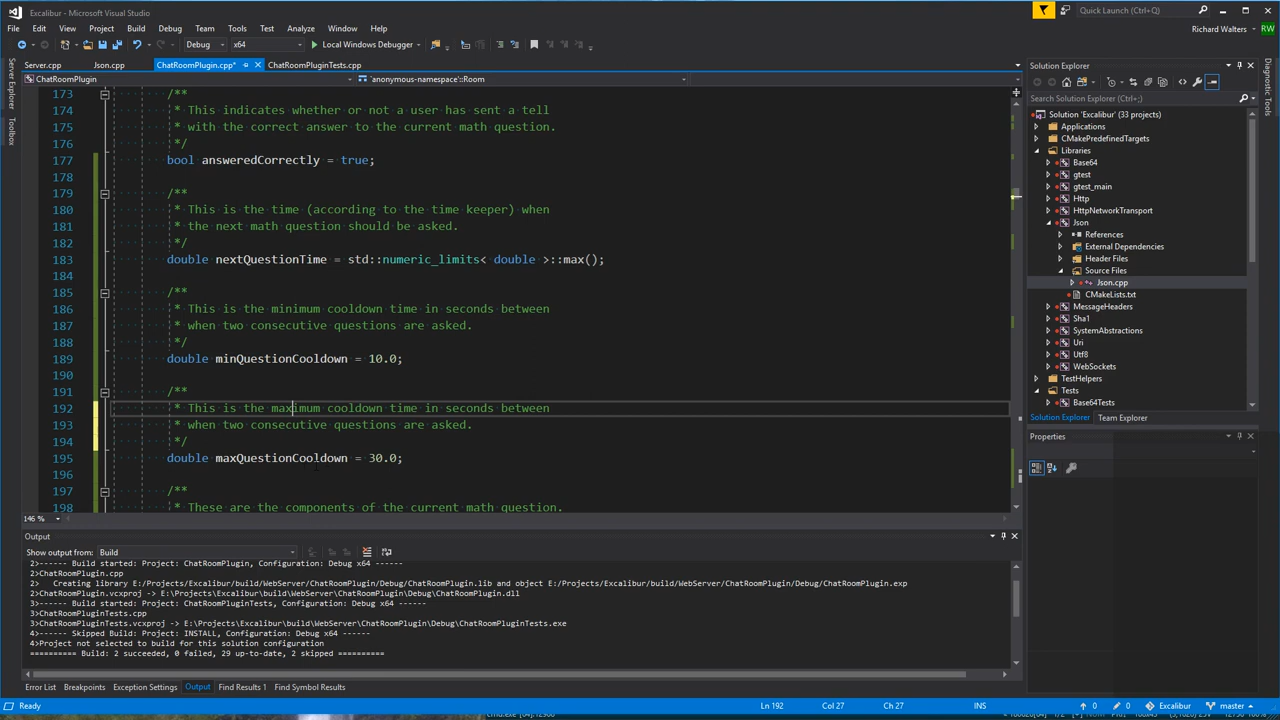 Excalibur - Microsoft Visual Studio
Quick Launch (Ctrl+Q)
File Edit View Project Build Debug Team Tools Test Analyze Window Help
Richard Walters RW
Debug x64 Local Windows Debugger
Server.cpp Json.cpp ChatRoomPlugin.cpp* ChatRoomPluginTests.cpp
ChatRoomPlugin `anonymous-namespace'::Room
Server Explorer
Toolbox
173 /**
174 * This indicates whether or not a user has sent a tell
175 * with the correct answer to the current math question.
176 */
177 bool answeredCorrectly = true;
178
179 /**
180 * This is the time (according to the time keeper) when
181 * the next math question should be asked.
182 */
183 double nextQuestionTime = std::numeric_limits< double >::max();
184
185 /**
186 * This is the minimum cooldown time in seconds between
187 * when two consecutive questions are asked.
188 */
189 double minQuestionCooldown = 10.0;
190
191 /**
192 * This is the maximum cooldown time in seconds between
193 * when two consecutive questions are asked.
194 */
195 double maxQuestionCooldown = 30.0;
196
197 /**
198 * These are the components of the current math question.
146 %
Output
Show output from: Build
2>------ Build started: Project: ChatRoomPlugin, Configuration: Debug x64 ------
2>ChatRoomPlugin.cpp
2> Creating library E:/Projects/Excalibur/build/WebServer/ChatRoomPlugin/Debug/ChatRoomPlugin.lib and object E:/Projects/Excalibur/build/WebServer/ChatRoomPlugin/Debug/ChatRoomPlugin.exp
2>ChatRoomPlugin.vcxproj -> E:\Projects\Excalibur\build\WebServer\ChatRoomPlugin\Debug\ChatRoomPlugin.dll
3>------ Build started: Project: ChatRoomPluginTests, Configuration: Debug x64 ------
3>ChatRoomPluginTests.cpp
3>ChatRoomPluginTests.vcxproj -> E:\Projects\Excalibur\build\WebServer\ChatRoomPlugin\Debug\ChatRoomPluginTests.exe
4>------ Skipped Build: Project: INSTALL, Configuration: Debug x64 ------
4>Project not selected to build for this solution configuration
========== Build: 2 succeeded, 0 failed, 29 up-to-date, 2 skipped ==========
Error List Breakpoints Exception Settings Output Find Results 1 Find Symbol Results
Ready Ln 192 Col 27 Ch 27 INS 0 0 Excalibur master
Solution Explorer
Search Solution Explorer (Ctrl+;)
Solution 'Excalibur' (33 projects)
Applications
CMakePredefinedTargets
Libraries
Base64
gtest
gtest_main
Http
HttpNetworkTransport
Json
References
External Dependencies
Header Files
Source Files
Json.cpp
CMakeLists.txt
MessageHeaders
Sha1
SystemAbstractions
Uri
Utf8
WebSockets
TestHelpers
Tests
Base64Tests
Solution Explorer Team Explorer
Properties
Diagnostic Tools